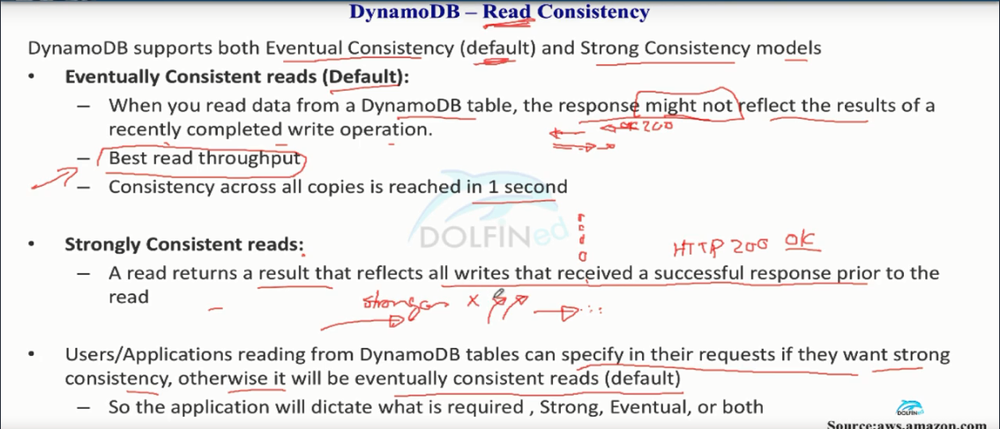 DynamoDB – Read Consistency
DynamoDB supports both Eventual Consistency (default) and Strong Consistency models
• Eventually Consistent reads (Default):
– When you read data from a DynamoDB table, the response might not reflect the results of a
recently completed write operation.
200
– Best read throughput
– Consistency across all copies is reached in 1 second
DOLFINed
• Strongly Consistent reads:
HTTP 200 OK
– A read returns a result that reflects all writes that received a successful response prior to the
read
• Users/Applications reading from DynamoDB tables can specify in their requests if they want strong
consistency, otherwise it will be eventually consistent reads (default)
– So the application will dictate what is required , Strong, Eventual, or both
DOLFINed
Source:aws.amazon.com